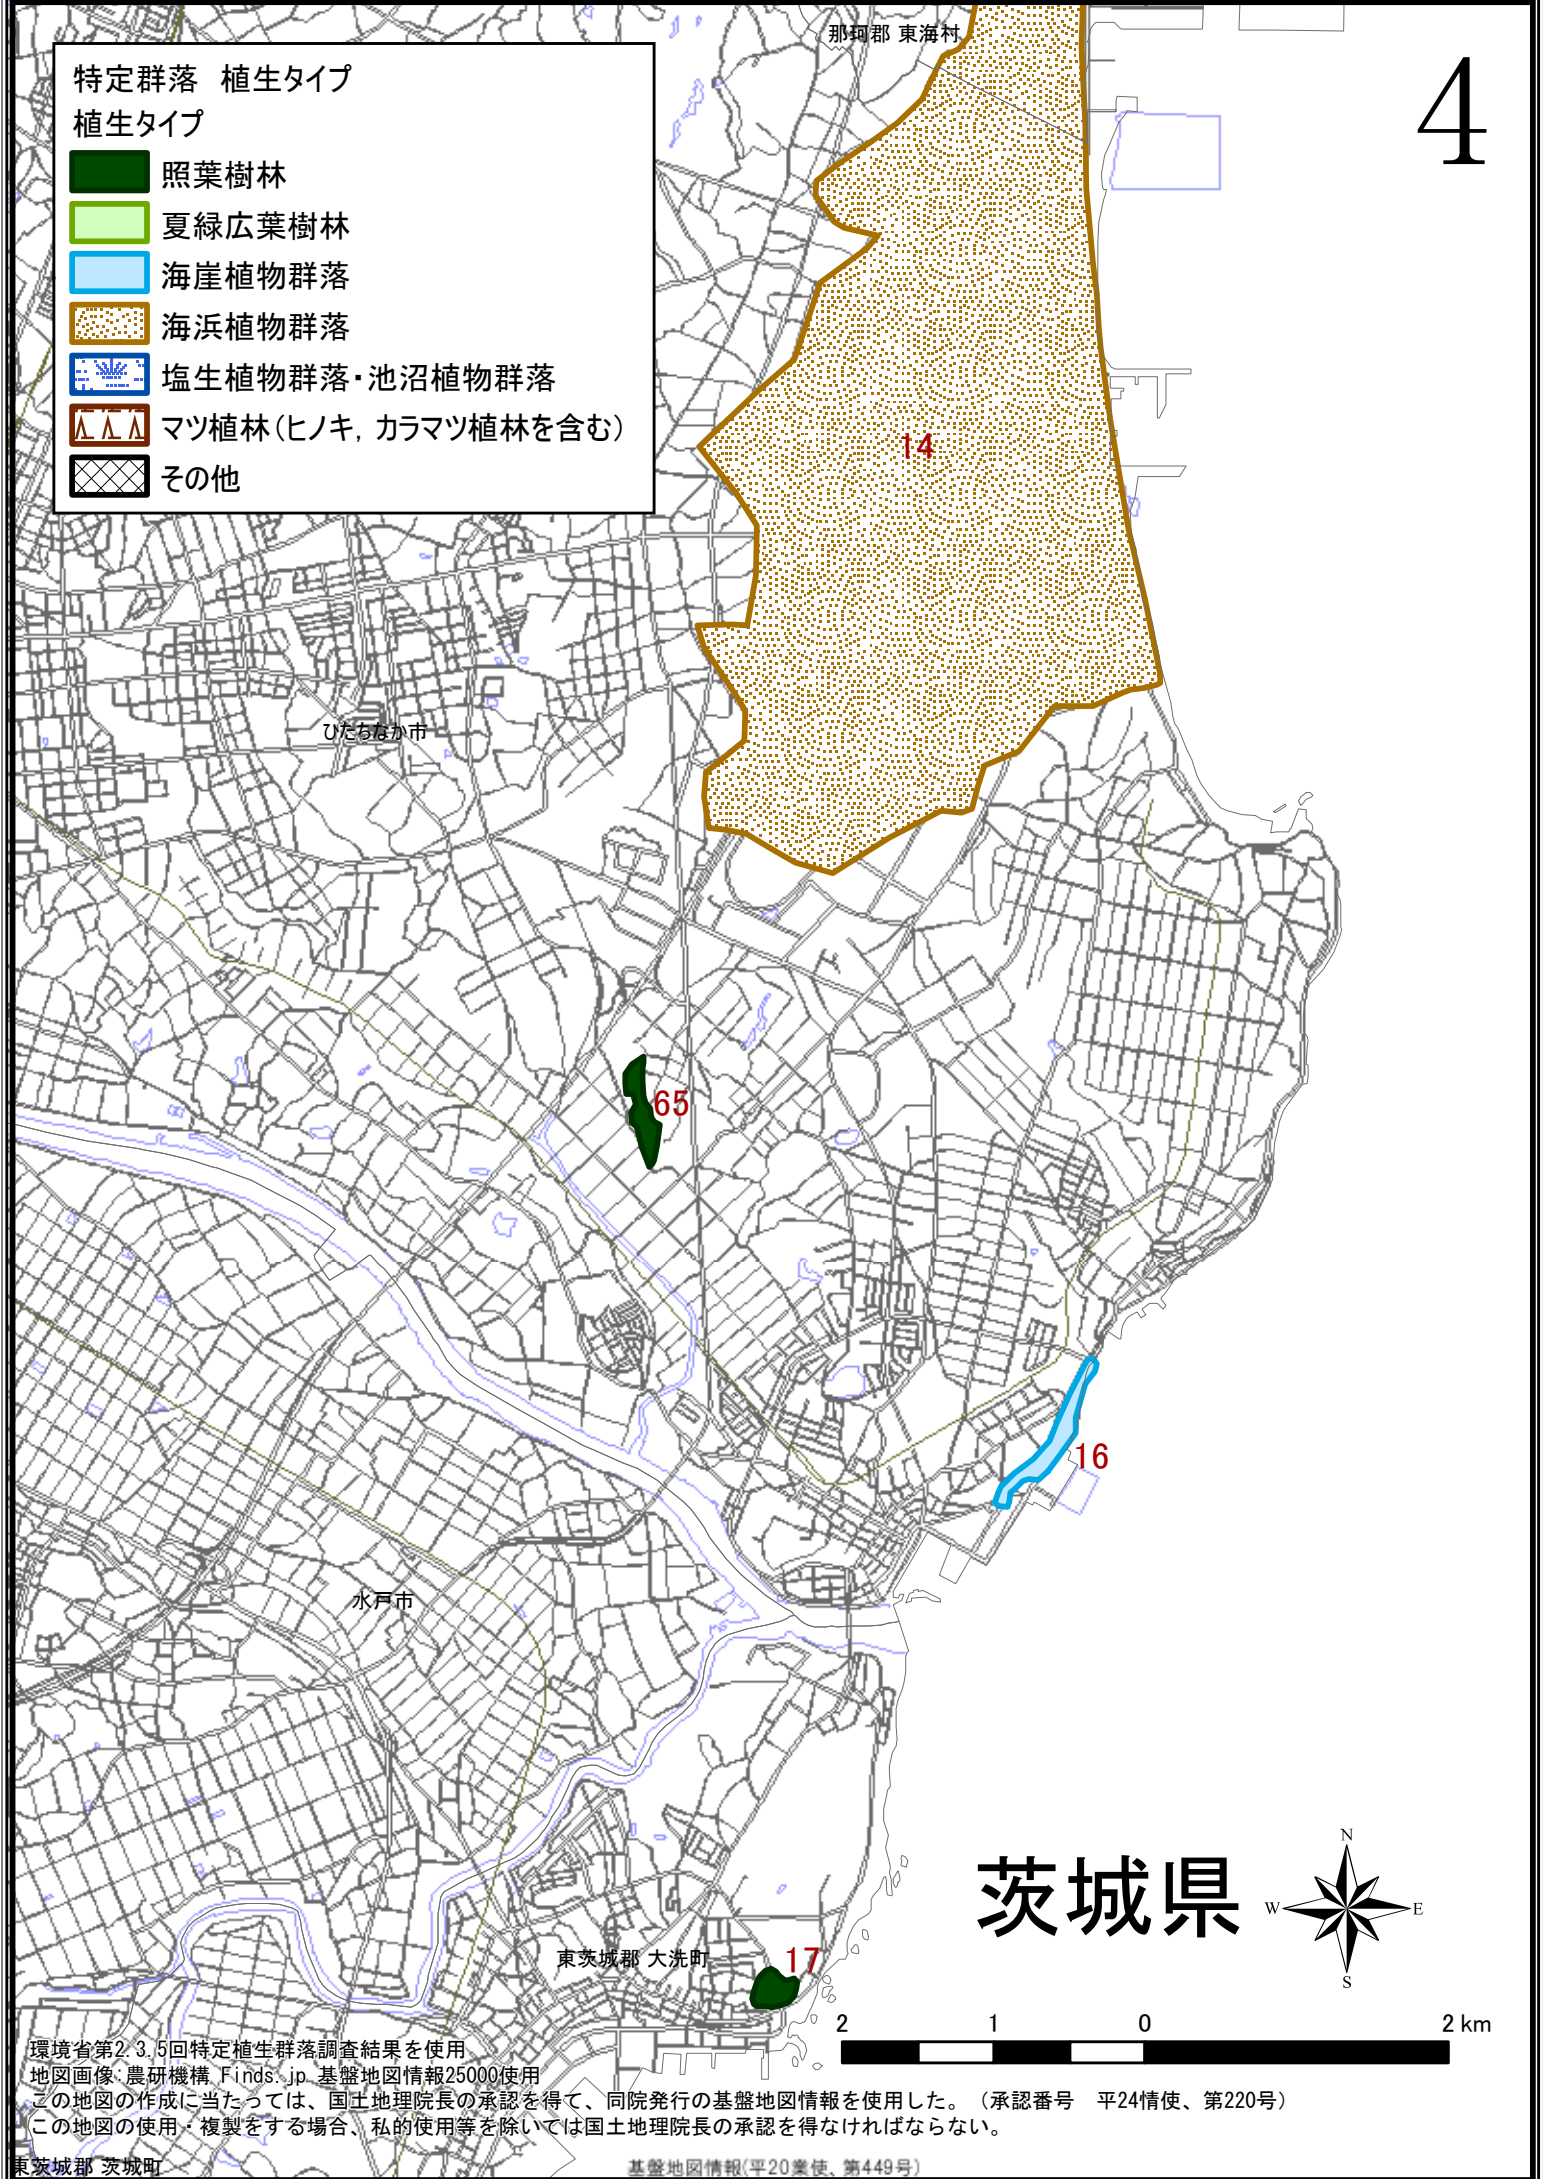 那珂郡 東海村
4
特定群落 植生タイプ
植生タイプ
照葉樹林
夏緑広葉樹林
海崖植物群落
海浜植物群落
塩生植物群落・池沼植物群落
マツ植林(ヒノキ, カラマツ植林を含む)
その他
14
ひたちなか市
65
16
水戸市
茨城県
N
W
E
S
東茨城郡 大洗町
17
2 1 0 2 km
環境省第2.3.5回特定植生群落調査結果を使用
地図画像:農研機構 Finds.jp 基盤地図情報25000使用
この地図の作成に当たっては、国土地理院長の承認を得て、同院発行の基盤地図情報を使用した。(承認番号 平24情使、第220号)
この地図の使用・複製をする場合、私的使用等を除いては国土地理院長の承認を得なければならない。
東茨城郡 茨城町
基盤地図情報(平20業使、第449号)